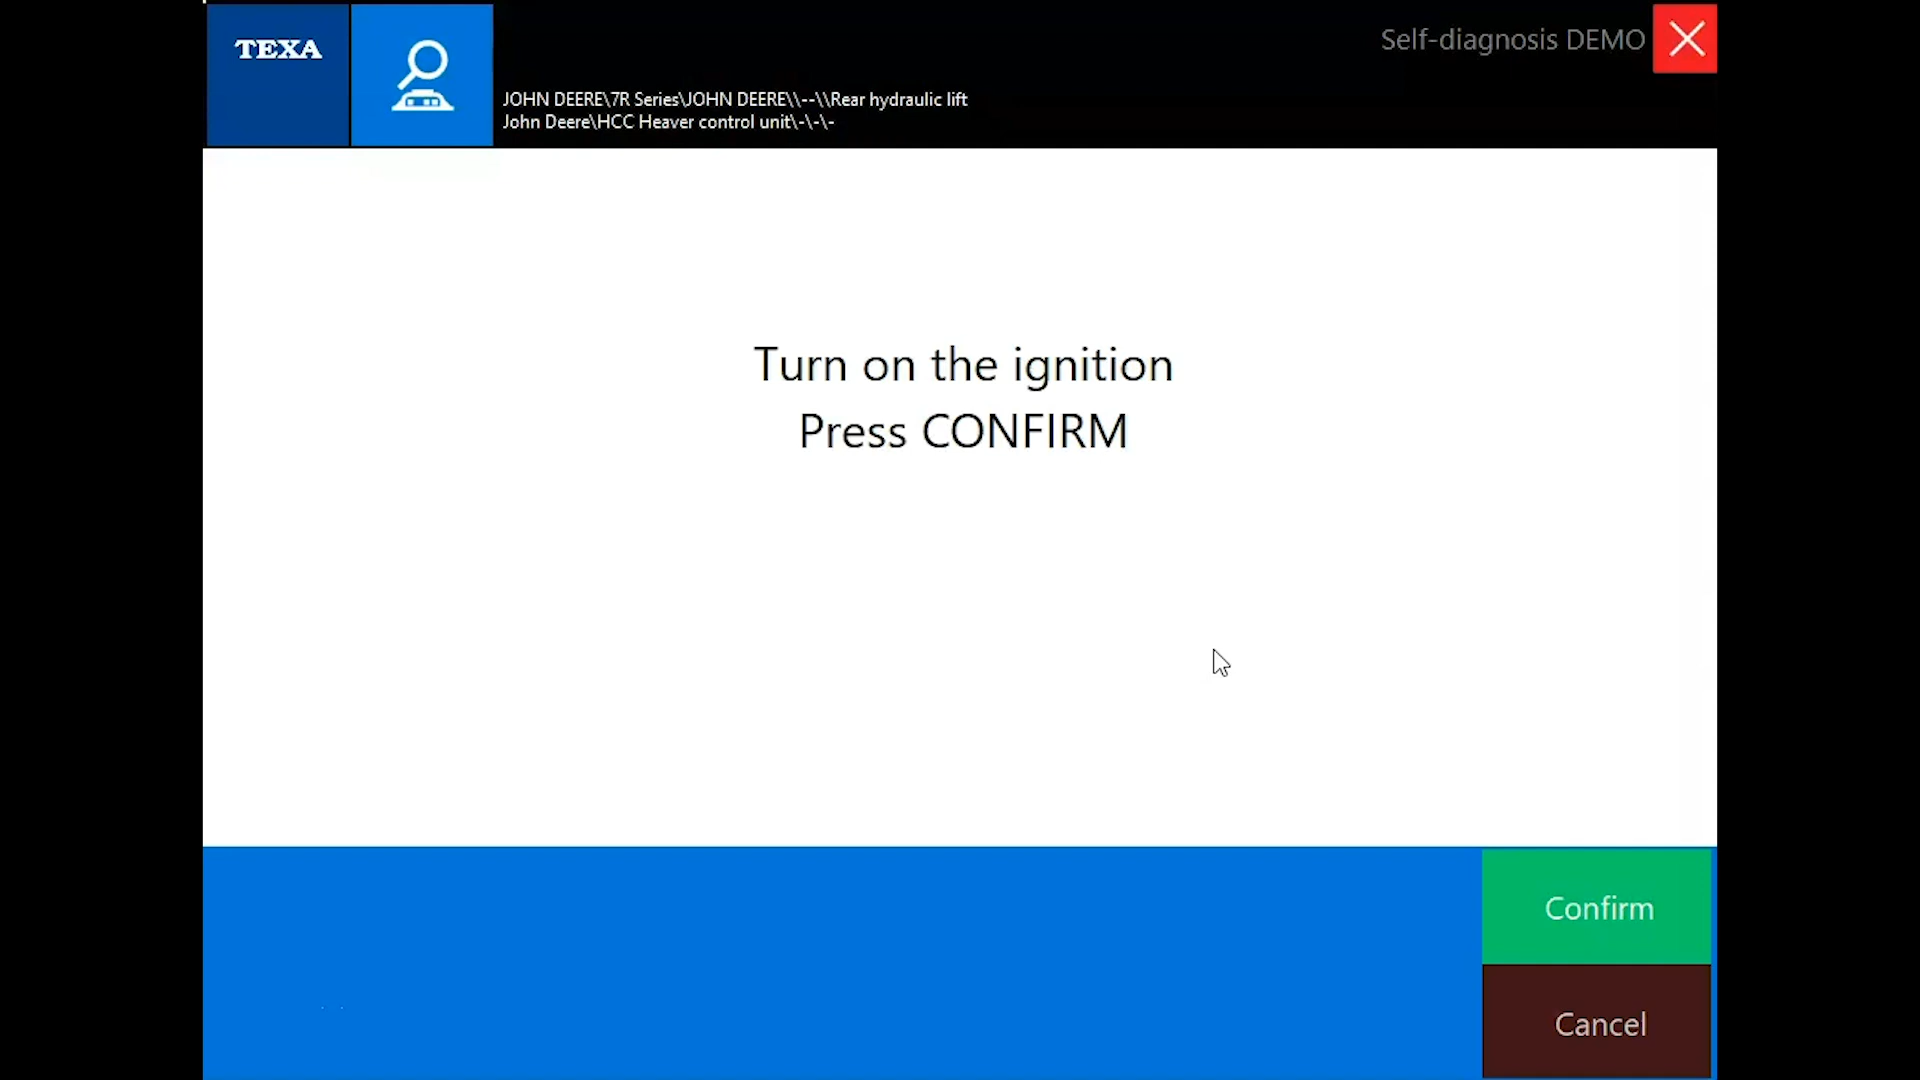 TEXA
Self-diagnosis DEMO
JOHN DEERE\7R Series\JOHN DEERE\\--\\Rear hydraulic lift
John Deere\HCC Heaver control unit\-\-\-
Turn on the ignition
Press CONFIRM
Confirm
Cancel